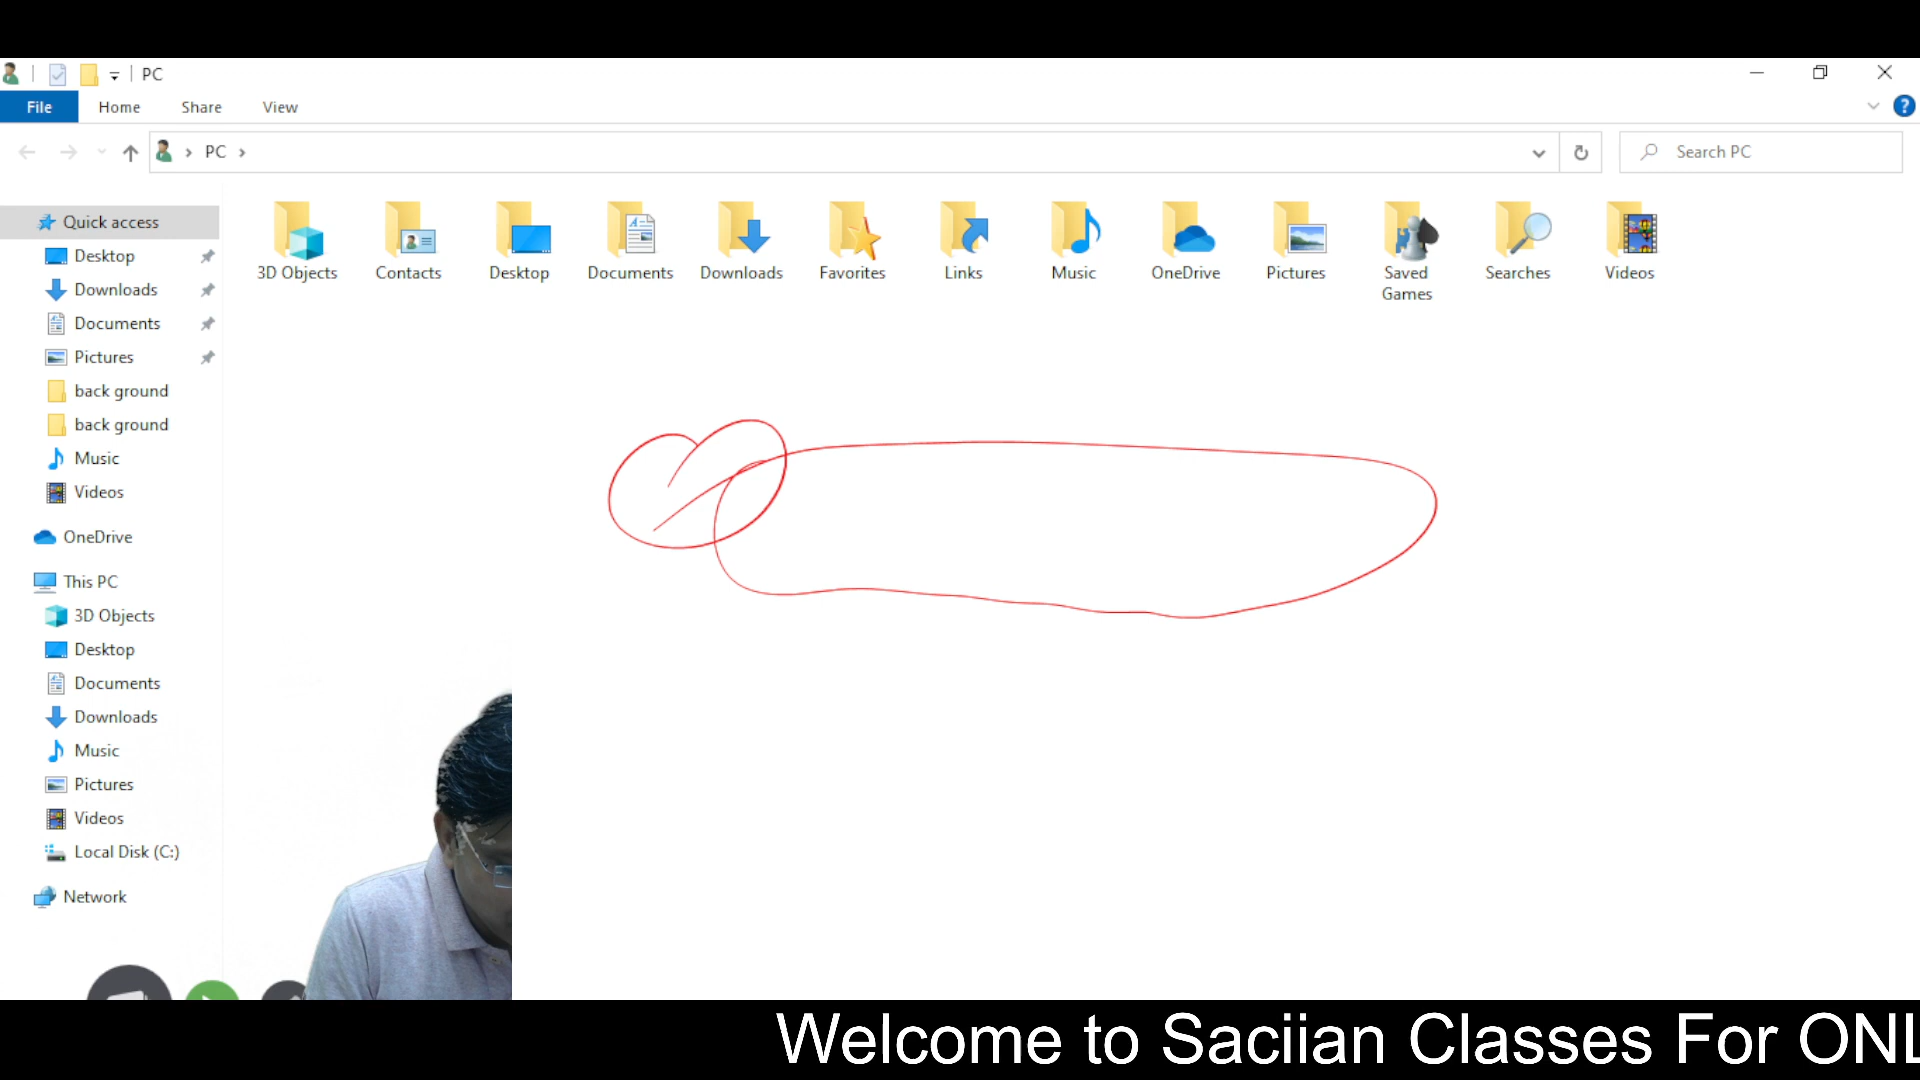 PC
File Home Share View
PC
Search PC
Quick access
Desktop
Downloads
Documents
Pictures
back ground
back ground
Music
Videos
OneDrive
This PC
3D Objects
Desktop
Documents
Downloads
Music
Pictures
Videos
Local Disk (C:)
Network
3D Objects Contacts Desktop Documents Downloads Favorites Links Music OneDrive Pictures Saved Games Searches Videos
Welcome to Saciian Classes For ONL